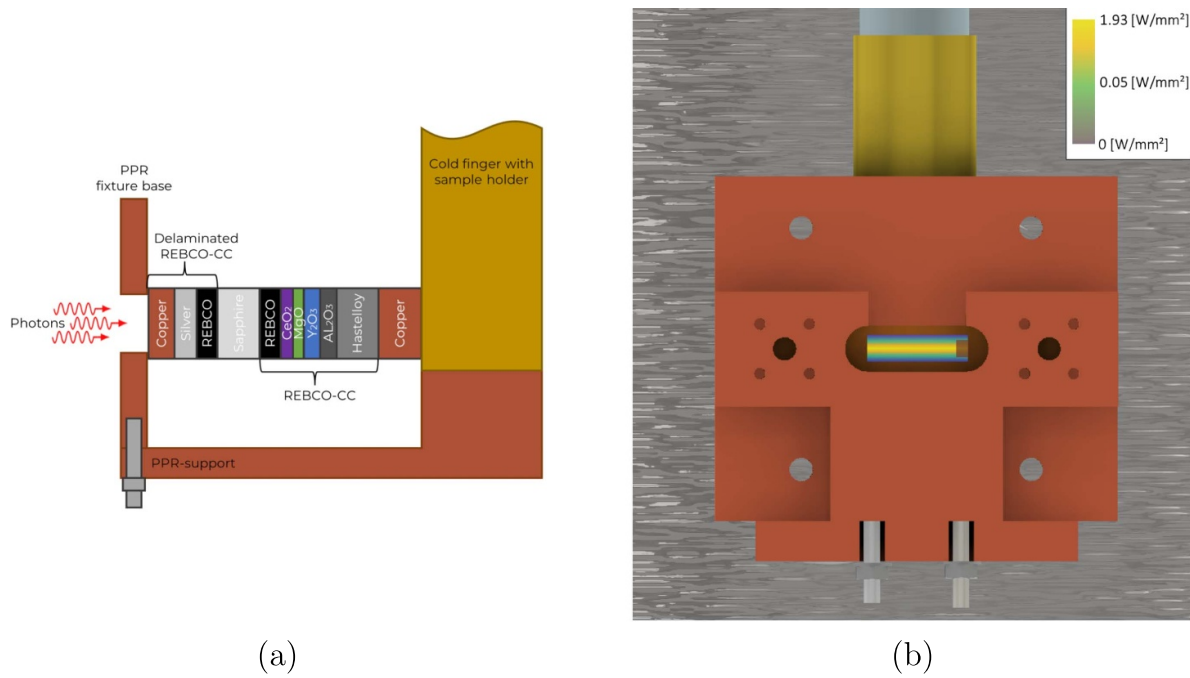 PPR
fixture base
Delaminated
REBCO-CC
Photons
Copper
Silver
REBCO
Sapphire
REBCO
CeO₂
MgO
Y₂O₃
AL₂O₃
Hastelloy
Copper
REBCO-CC
Cold finger with
sample holder
PPR-support
1.93 [W/mm²]
0.05 [W/mm²]
0 [W/mm²]
(a)
(b)